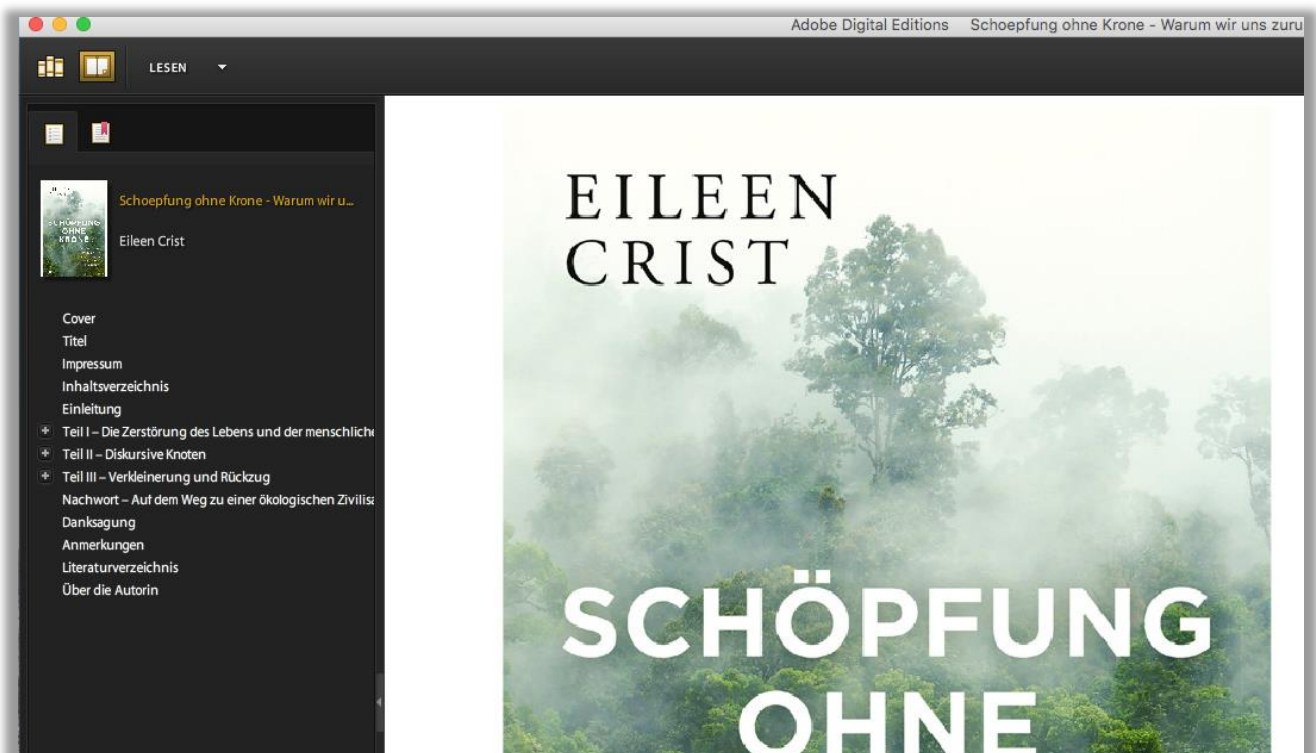 Adobe Digital Editions Schoepfung ohne Krone - Warum wir uns zuru
LESEN
Schoepfung ohne Krone - Warum wir u...
Eileen Crist
Cover
Titel
Impressum
Inhaltsverzeichnis
Einleitung
Teil I – Die Zerstörung des Lebens und der menschliche
Teil II – Diskursive Knoten
Teil III – Verkleinerung und Rückzug
Nachwort – Auf dem Weg zu einer ökologischen Zivilisa
Danksagung
Anmerkungen
Literaturverzeichnis
Über die Autorin
EILEEN
CRIST
SCHÖPFUNG
OHNE